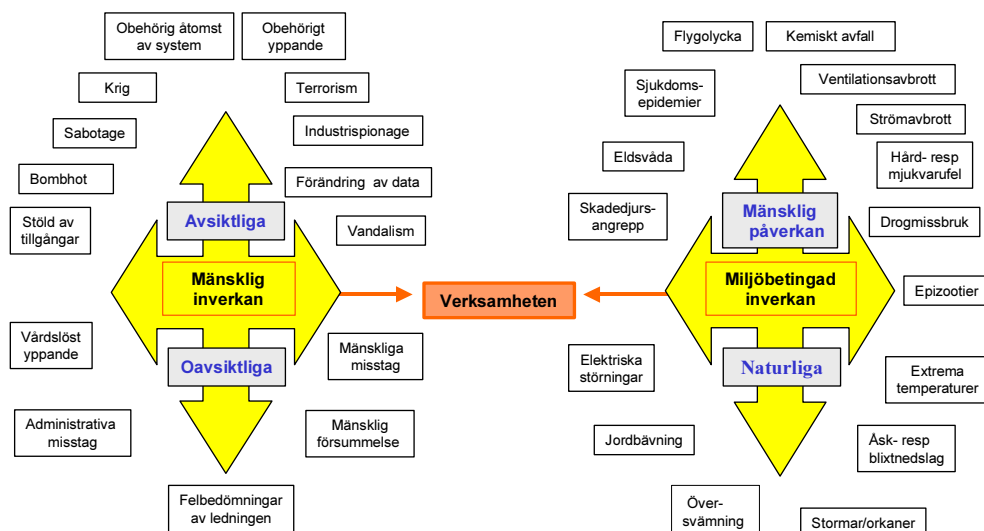 Obehörig åtomst
av system
Obehörigt
yppande
Krig
Terrorism
Sabotage
Industrispionage
Bombhot
Förändring av data
Stöld av
tillgångar
Avsiktliga
Vandalism
Mänsklig
inverkan
Vårdslöst
yppande
Oavsiktliga
Mänskliga
misstag
Administrativa
misstag
Mänsklig
försummelse
Felbedömningar
av ledningen
Verksamheten
Flygolycka
Kemiskt avfall
Sjukdoms-
epidemier
Ventilationsavbrott
Strömavbrott
Eldsvåda
Hård- resp
mjukvarufel
Skadedjurs-
angrepp
Mänsklig
påverkan
Drogmissbruk
Miljöbetingad
inverkan
Epizootier
Elektriska
störningar
Naturliga
Extrema
temperaturer
Jordbävning
Åsk- resp
blixtnedslag
Över-
svämning
Stormar/orkaner